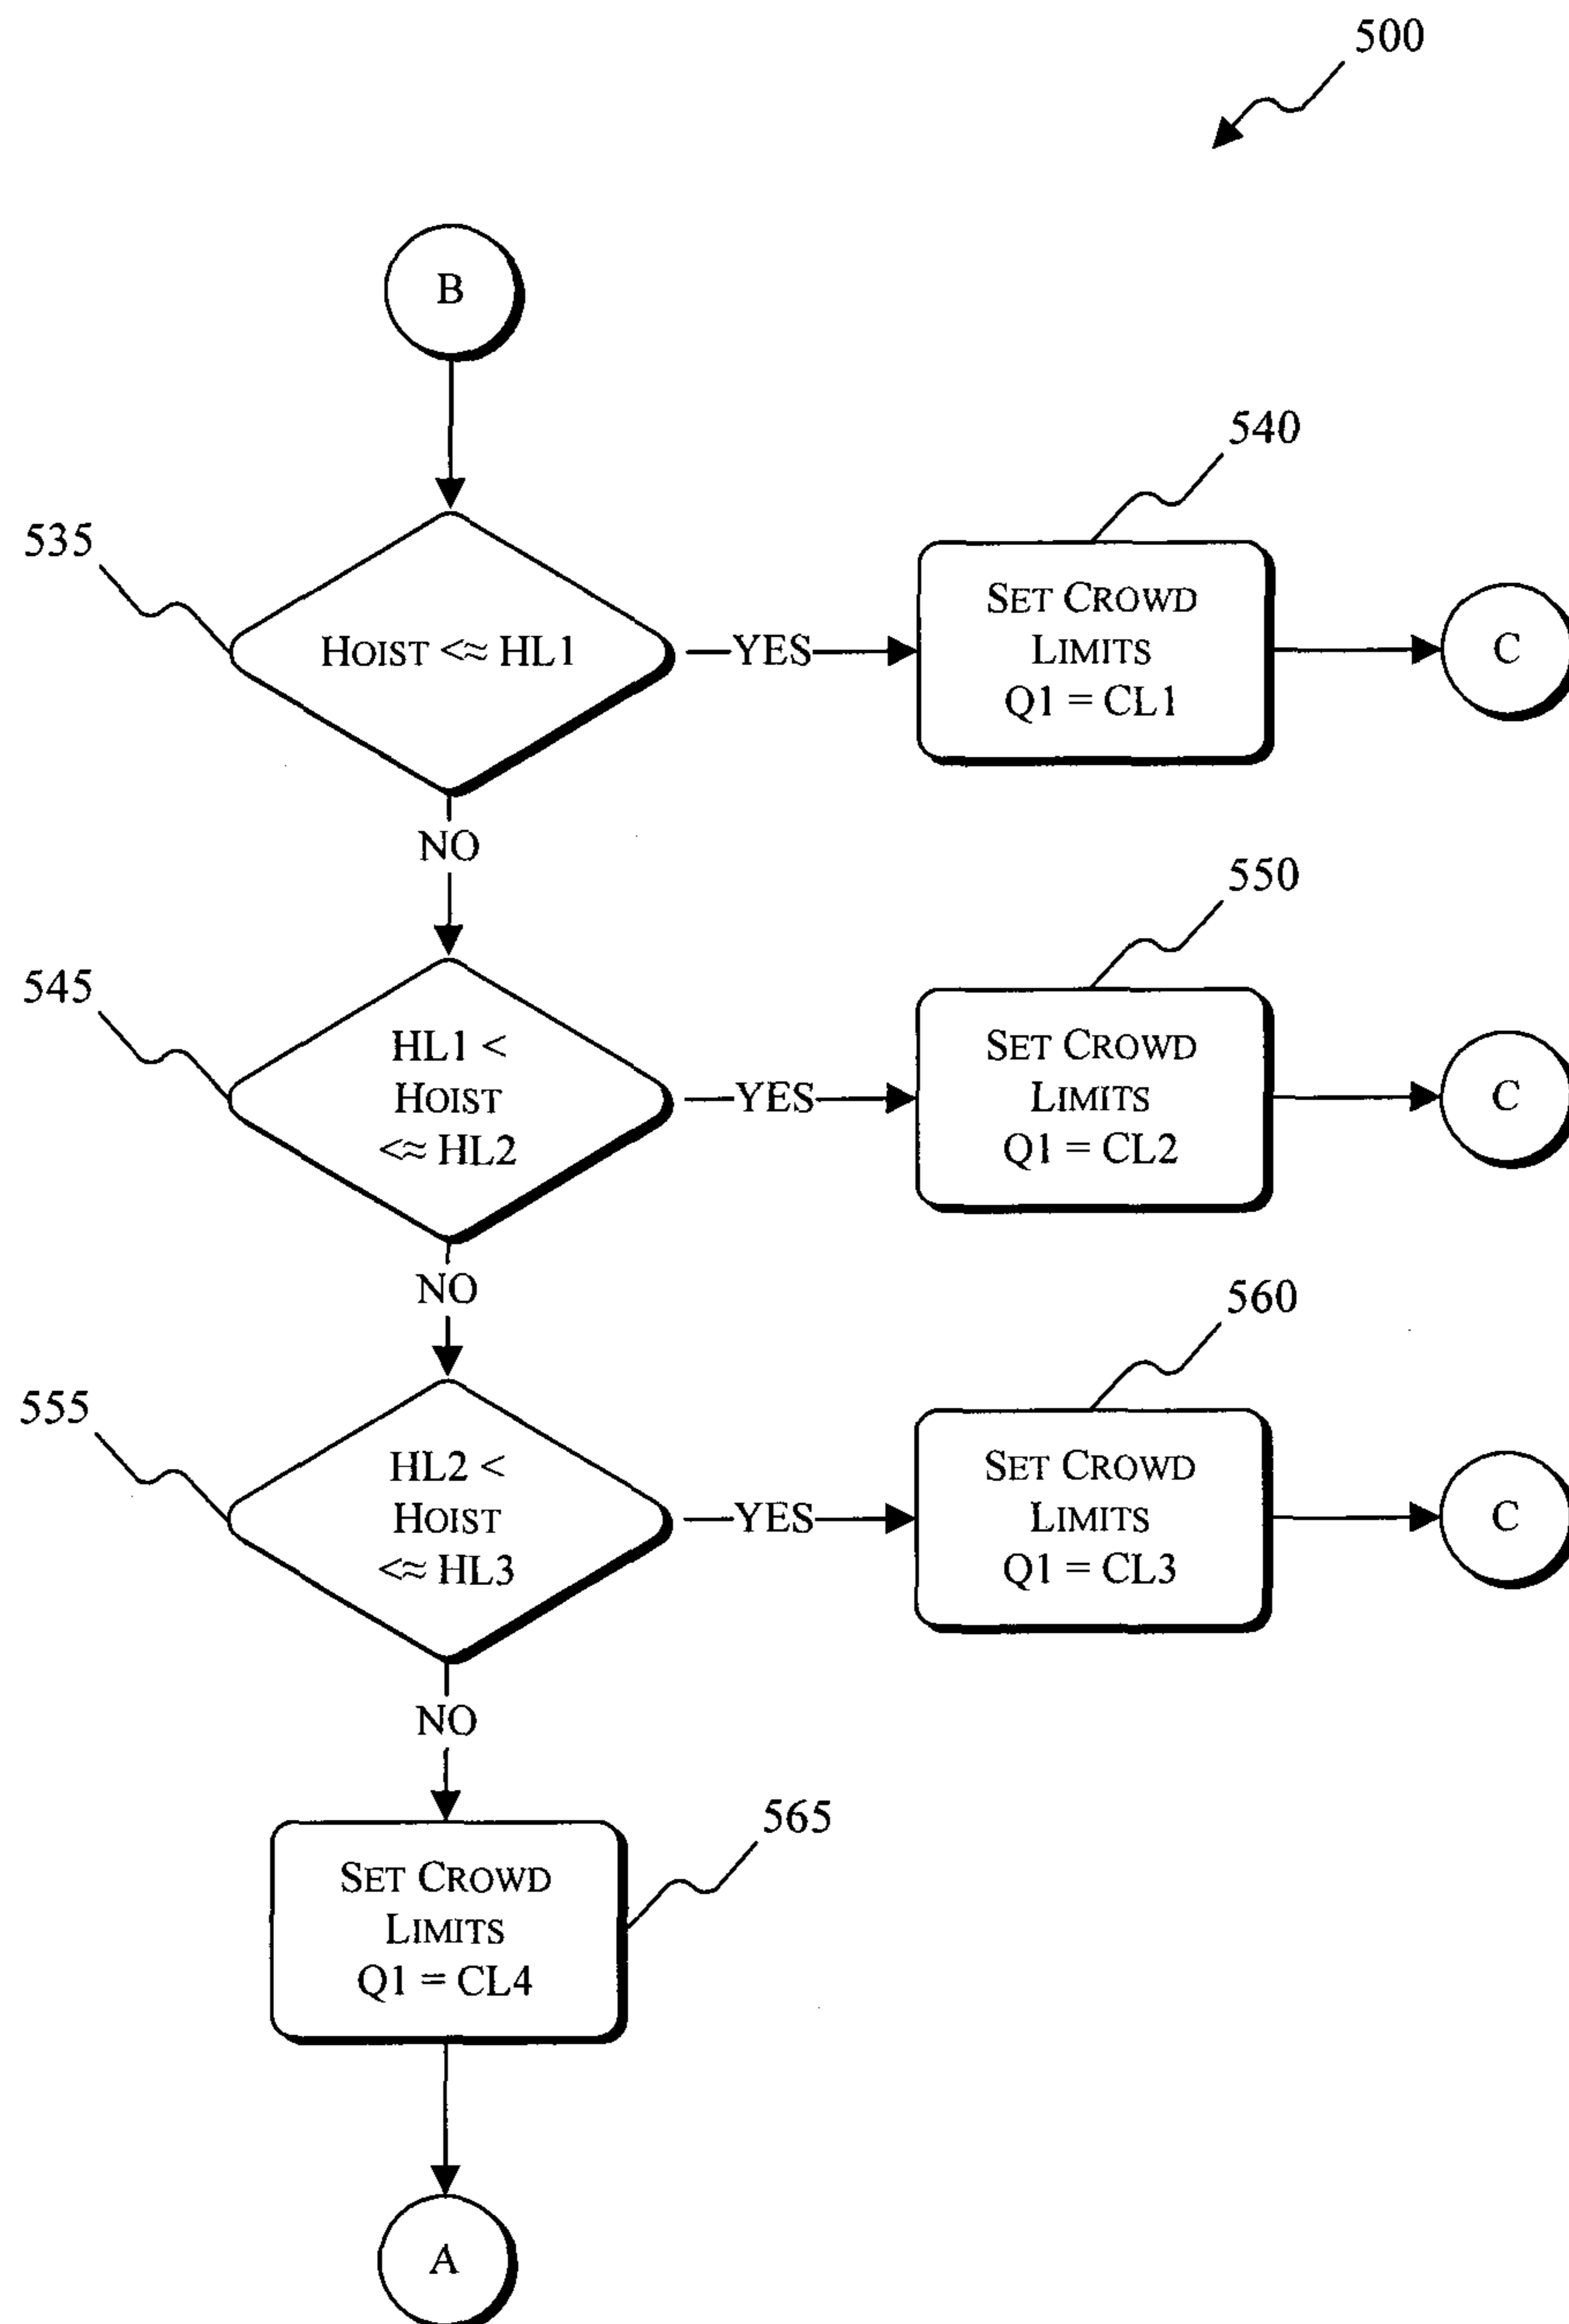 500
B
540
535
HOIST <≈ HL1
YES
SET CROWD
LIMITS
Q1 = CL1
C
NO
550
545
HL1 <
HOIST
<≈ HL2
YES
SET CROWD
LIMITS
Q1 = CL2
C
NO
560
555
HL2 <
HOIST
<≈ HL3
YES
SET CROWD
LIMITS
Q1 = CL3
C
NO
565
SET CROWD
LIMITS
Q1 = CL4
A